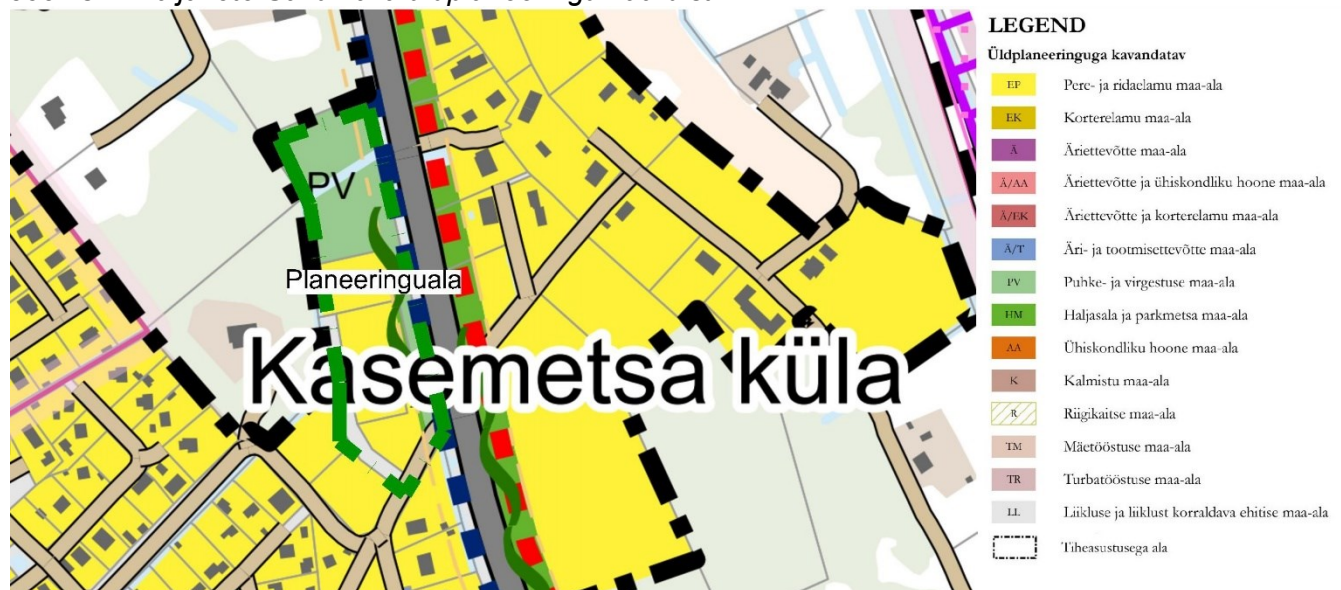 PV
Planeeringuala
Kasemetsa küla
LEGEND
Üldplaneeringuga kavandatav
EP Pere- ja ridaelamu maa-ala
EK Korterelamu maa-ala
Ä Äriettevõtte maa-ala
Ä/AA Äriettevõtte ja ühiskondliku hoone maa-ala
Ä/EK Äriettevõtte ja korterelamu maa-ala
Ä/T Äri- ja tootmisettevõtte maa-ala
PV Puhke- ja virgestuse maa-ala
HM Haljasala ja parkmetsa maa-ala
AA Ühiskondliku hoone maa-ala
K Kalmistu maa-ala
R Riigikaitse maa-ala
TM Mäetööstuse maa-ala
TR Turbatööstuse maa-ala
LL Liikluse ja liiklust korraldava ehitise maa-ala
Tiheasustusega ala